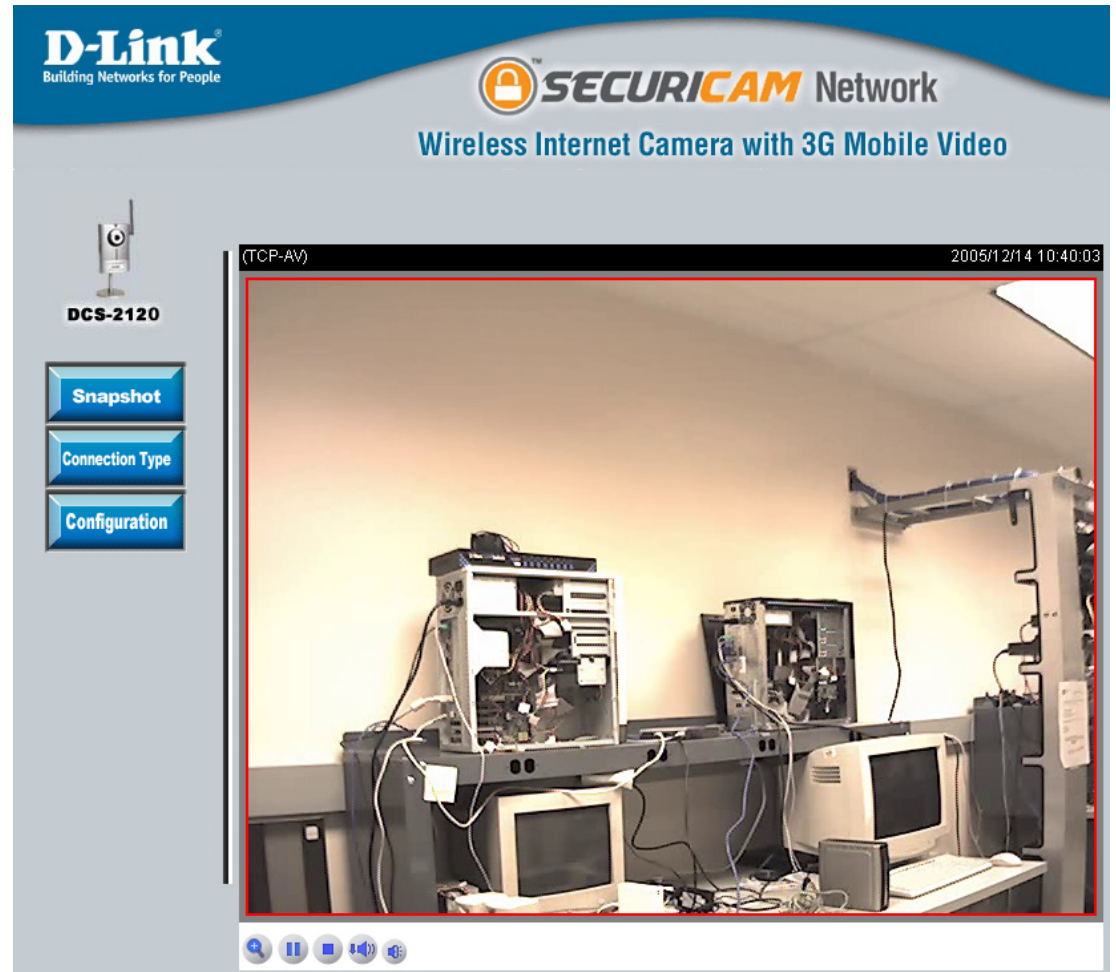 D-Link®
Building Networks for People
™SECURICAM Network
Wireless Internet Camera with 3G Mobile Video
DCS-2120
Snapshot
Connection Type
Configuration
(TCP-AV) 2005/12/14 10:40:03